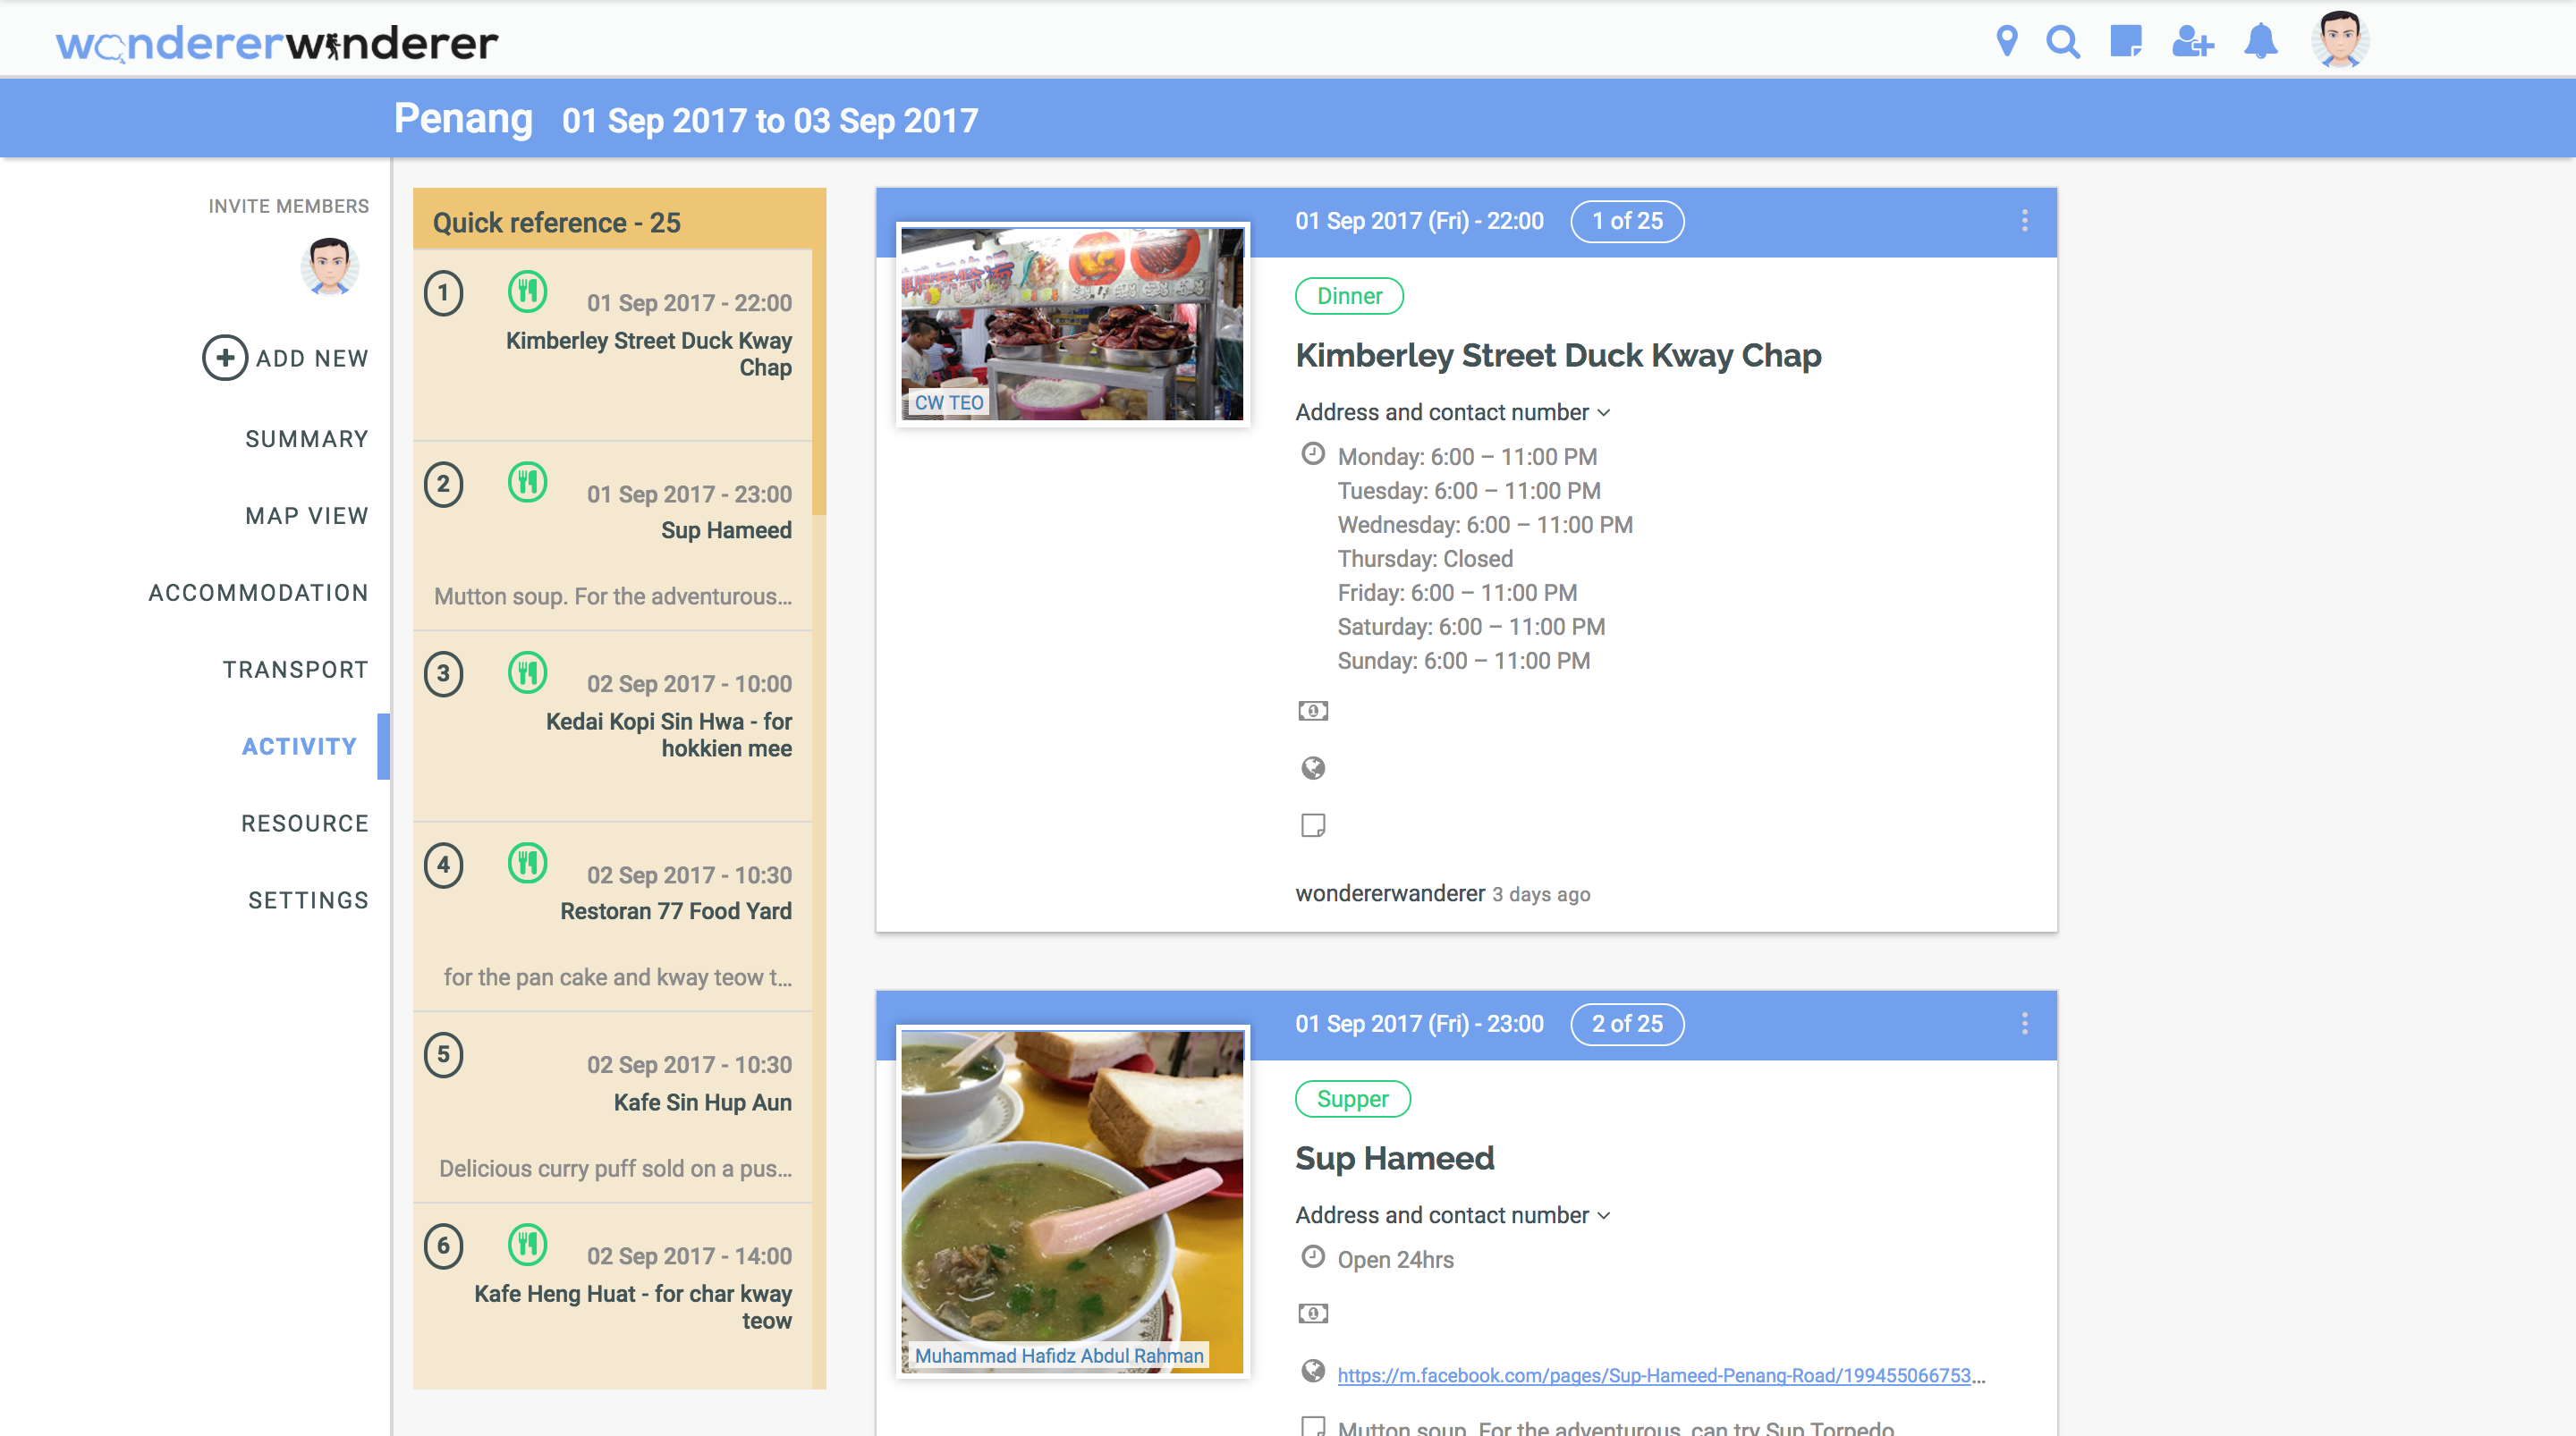 wondererwanderer
Penang 01 Sep 2017 to 03 Sep 2017
INVITE MEMBERS
ADD NEW
SUMMARY
MAP VIEW
ACCOMMODATION
TRANSPORT
ACTIVITY
RESOURCE
SETTINGS
Quick reference - 25
1 01 Sep 2017 - 22:00
Kimberley Street Duck Kway
Chap
2 01 Sep 2017 - 23:00
Sup Hameed
Mutton soup. For the adventurous...
3 02 Sep 2017 - 10:00
Kedai Kopi Sin Hwa - for
hokkien mee
4 02 Sep 2017 - 10:30
Restoran 77 Food Yard
for the pan cake and kway teow t...
5 02 Sep 2017 - 10:30
Kafe Sin Hup Aun
Delicious curry puff sold on a pus...
6 02 Sep 2017 - 14:00
Kafe Heng Huat - for char kway
teow
01 Sep 2017 (Fri) - 22:00 1 of 25
CW TEO
Dinner
Kimberley Street Duck Kway Chap
Address and contact number
Monday: 6:00 – 11:00 PM
Tuesday: 6:00 – 11:00 PM
Wednesday: 6:00 – 11:00 PM
Thursday: Closed
Friday: 6:00 – 11:00 PM
Saturday: 6:00 – 11:00 PM
Sunday: 6:00 – 11:00 PM
wondererwanderer 3 days ago
01 Sep 2017 (Fri) - 23:00 2 of 25
Muhammad Hafidz Abdul Rahman
Supper
Sup Hameed
Address and contact number
Open 24hrs
https://m.facebook.com/pages/Sup-Hameed-Penang-Road/199455066753...
Mutton soup. For the adventurous, can try Sup Torpedo